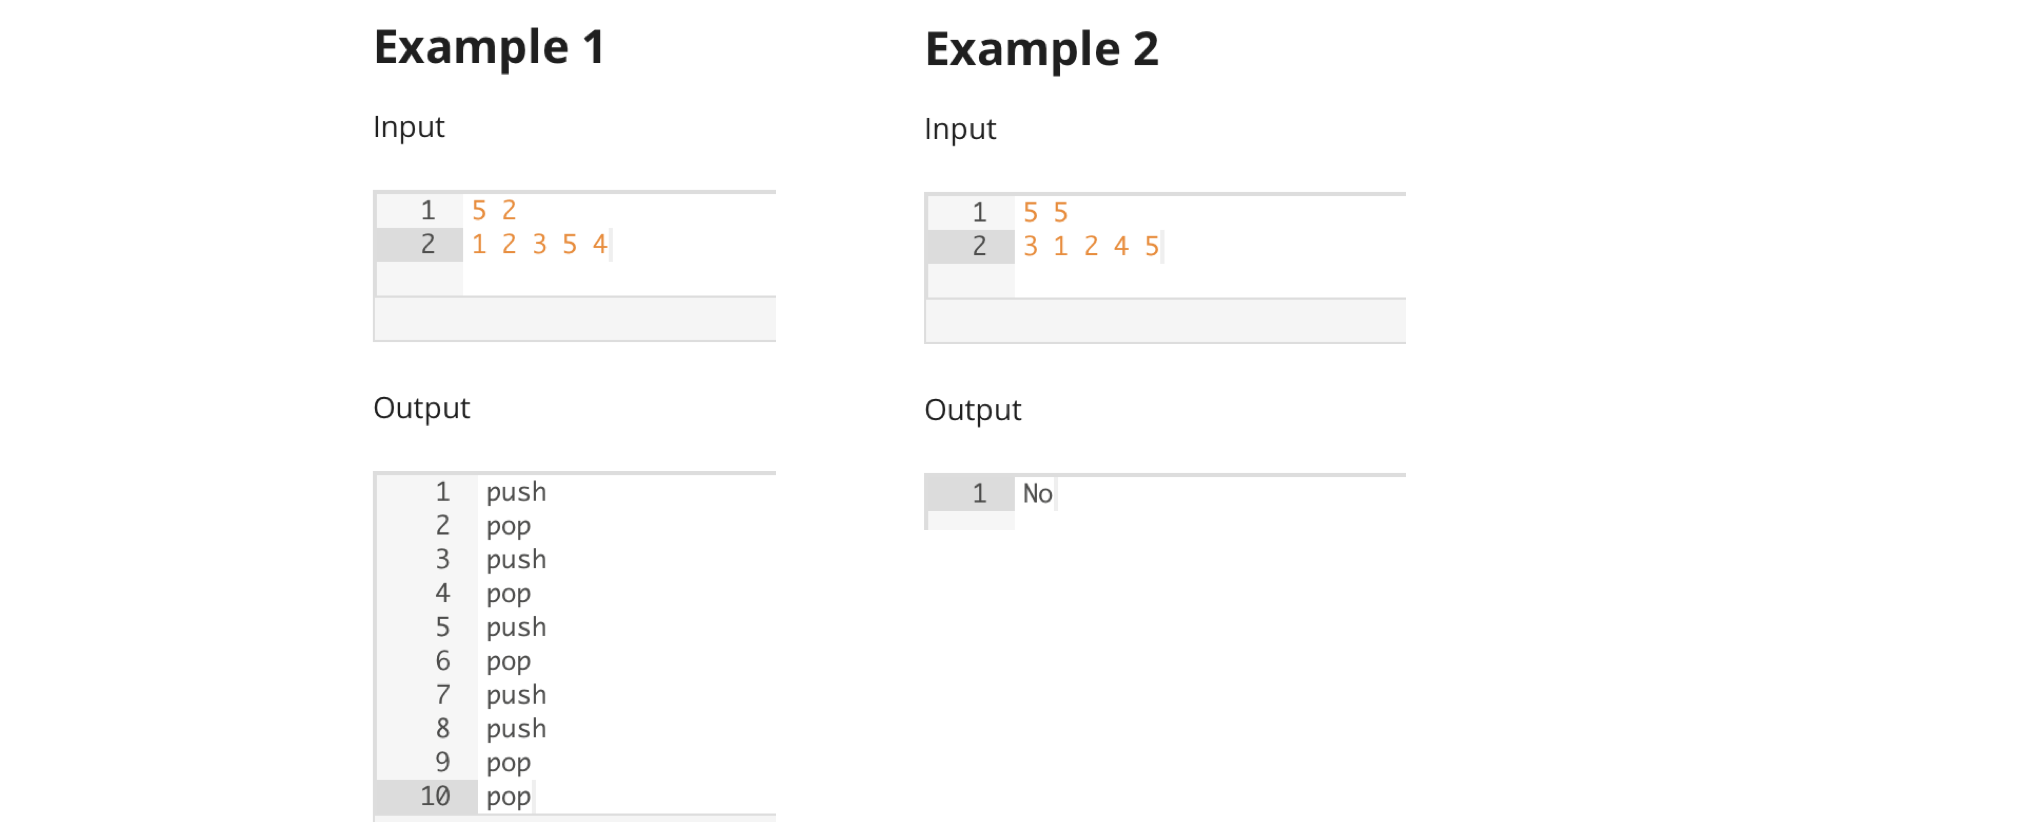 Example 1
Input
1 5 2
2 1 2 3 5 4
Output
1 push
2 pop
3 push
4 pop
5 push
6 pop
7 push
8 push
9 pop
10 pop
Example 2
Input
1 5 5
2 3 1 2 4 5
Output
1 No